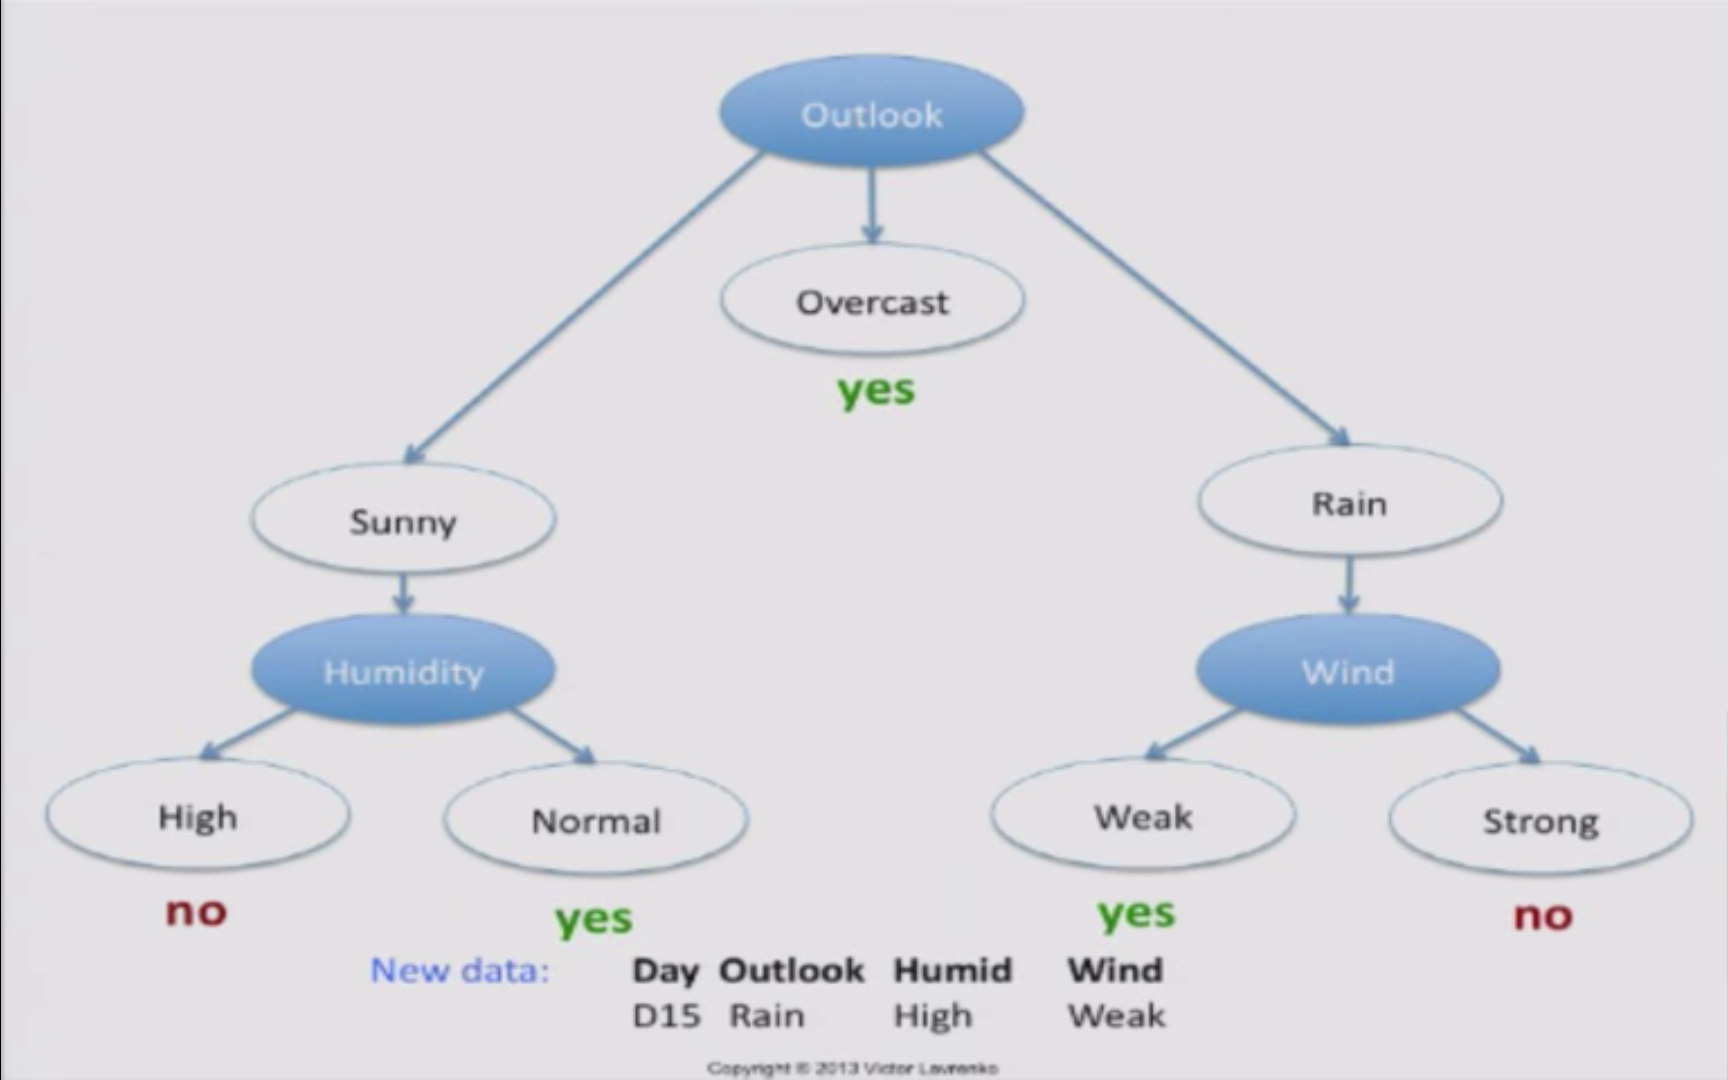 Outlook
Overcast
yes
Sunny
Rain
Humidity
Wind
High
Normal
Weak
Strong
no
yes
yes
no
New data: Day Outlook Humid Wind
D15 Rain High Weak
Copyright © 2013 Victor Lavrenko